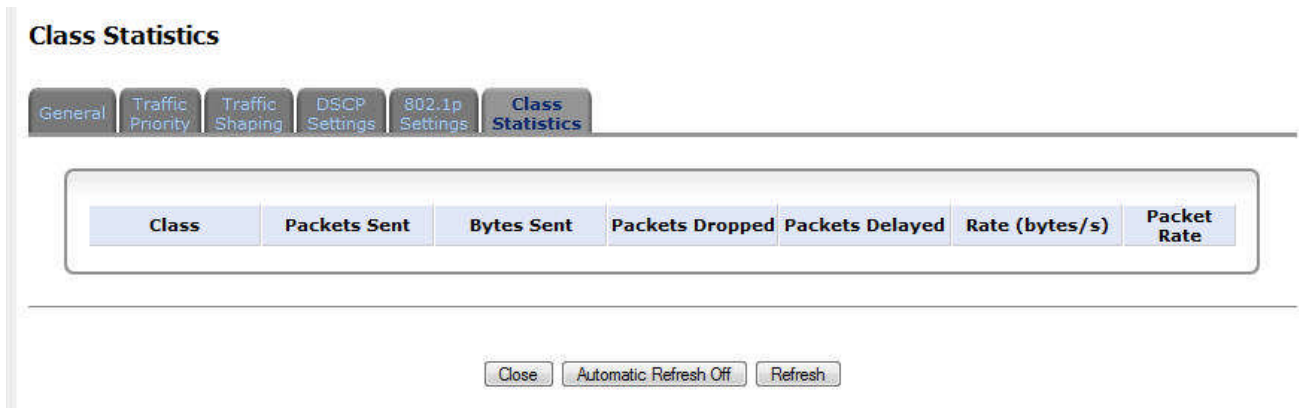 Class Statistics
General
Traffic Priority
Traffic Shaping
DSCP Settings
802.1p Settings
Class Statistics
Class
Packets Sent
Bytes Sent
Packets Dropped
Packets Delayed
Rate (bytes/s)
Packet Rate
Close
Automatic Refresh Off
Refresh